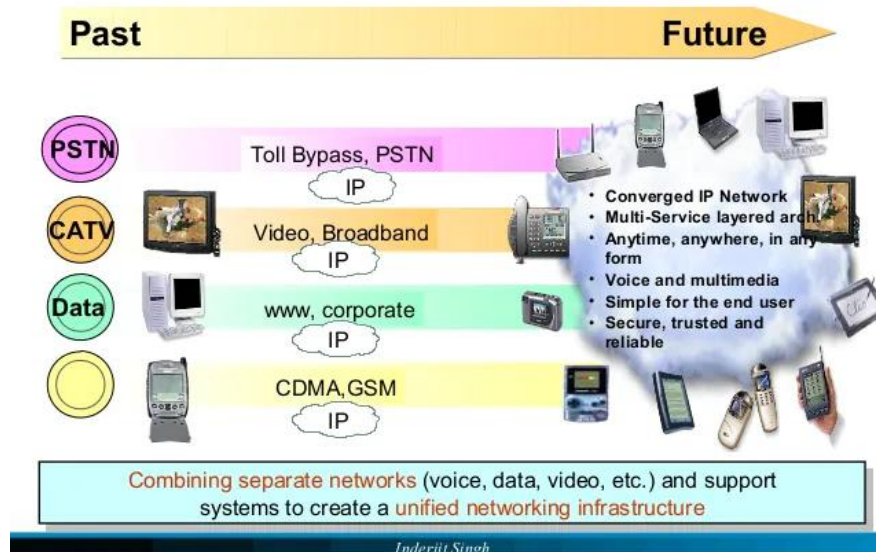 Past
Future
PSTN
Toll Bypass, PSTN
IP
CATV
Video, Broadband
IP
Data
www, corporate
IP
CDMA,GSM
IP
• Converged IP Network
• Multi-Service layered arch.
• Anytime, anywhere, in any
form
• Voice and multimedia
• Simple for the end user
• Secure, trusted and
reliable
Combining separate networks (voice, data, video, etc.) and support
systems to create a unified networking infrastructure
Inderjit Singh